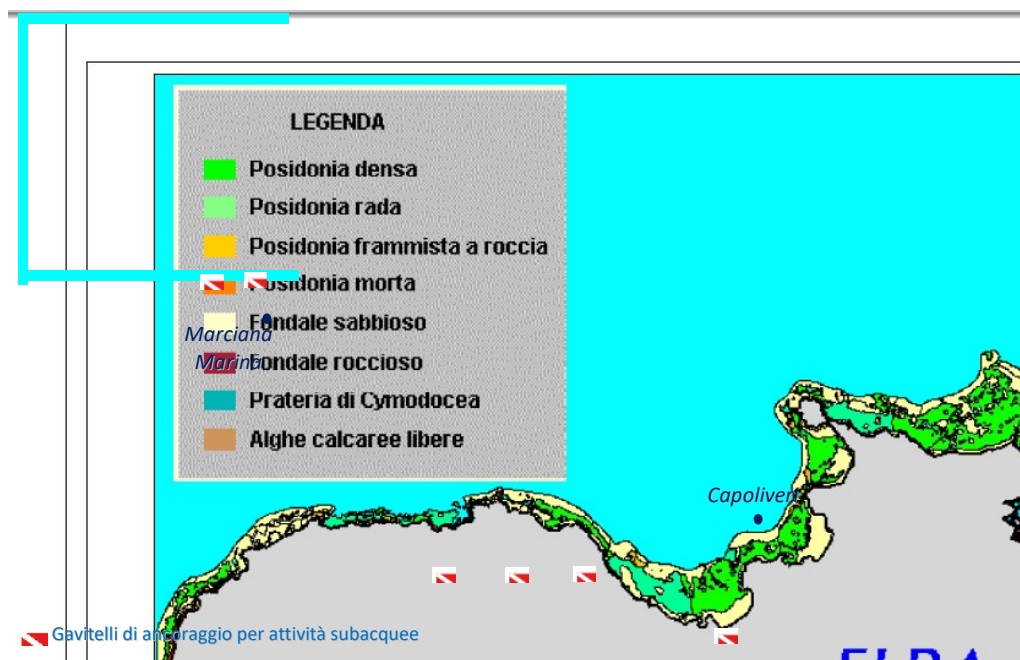 LEGENDA
Posidonia densa
Posidonia rada
Posidonia frammista a roccia
Posidonia morta
Fondale sabbioso
Marciana
Marina
Fondale roccioso
Prateria di Cymodocea
Alghe calcaree libere
Capoliveri
Gavitelli di ancoraggio per attività subacquee
ELBA